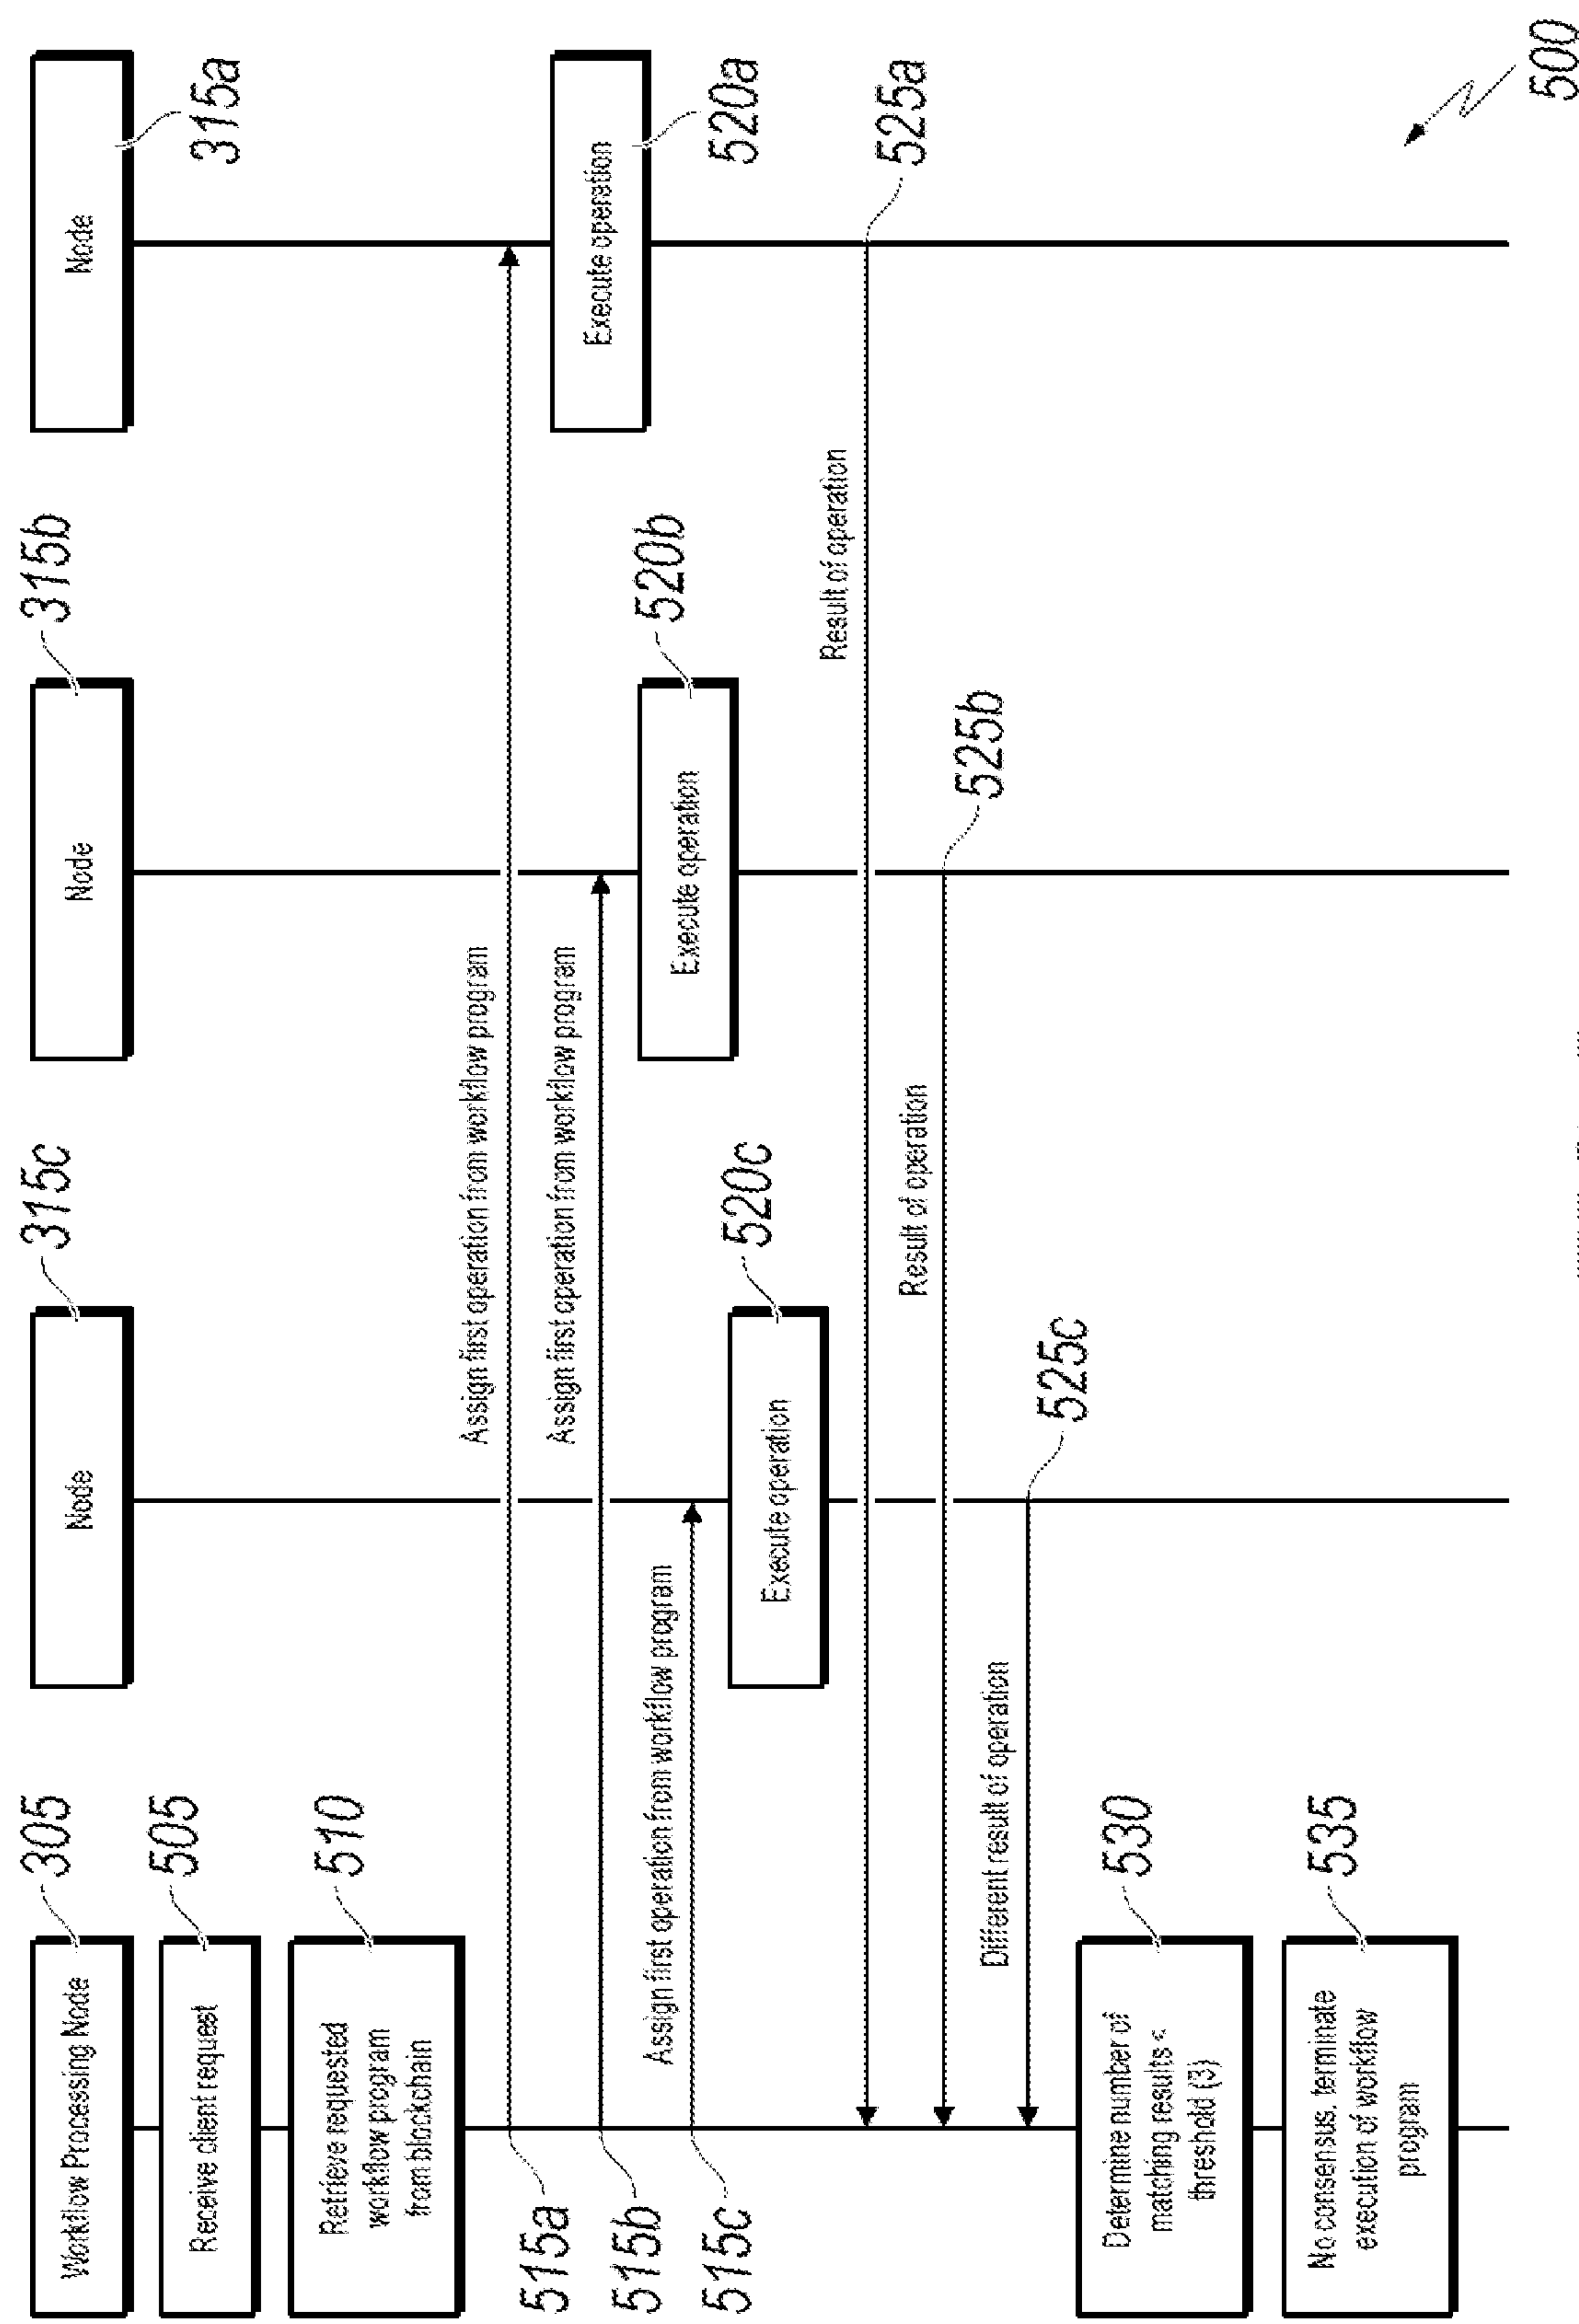 Workflow Processing Node
305
Node
315c
Node
315b
Node
315a
Receive client request
505
Retrieve requested
workflow program
from blockchain
510
515a
Assign first operation from workflow program
515b
Assign first operation from workflow program
515c
Assign first operation from workflow program
Execute operation
520a
Execute operation
520b
Execute operation
520c
Result of operation
525a
Result of operation
525b
Different result of operation
525c
Determine number of
matching results <
threshold (3)
530
No consensus, terminate
execution of workflow
program
535
500